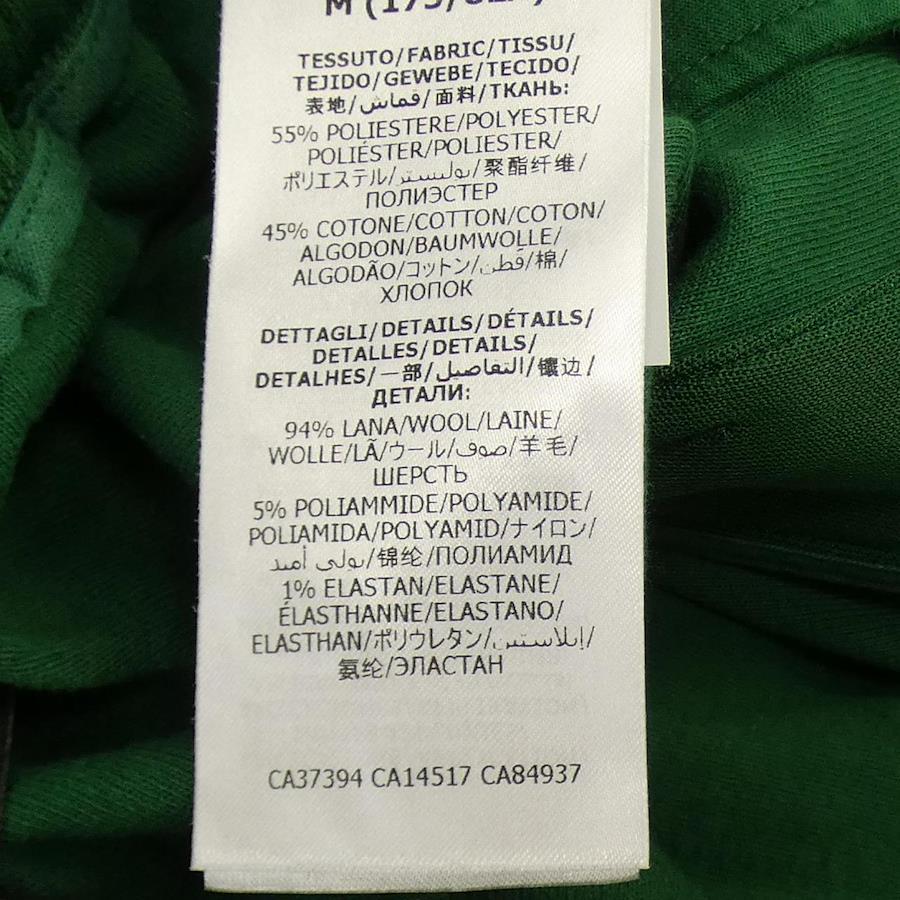 TESSUTO/FABRIC/TISSU/
TEJIDO/GEWEBE/TECIDO/
表地/قماش/面料/ТКАНЬ:
55% POLIESTERE/POLYESTER/
POLIÉSTER/POLIESTER/
ポリエステル/بوليستر/聚酯纤维/
ПОЛИЭСТЕР
45% COTONE/COTTON/COTON/
ALGODON/BAUMWOLLE/
ALGODÃO/コットン/قطن/棉/
ХЛОПОК
DETTAGLI/DETAILS/DÉTAILS/
DETALLES/DETAILS/
DETALHES/一部/التفاصيل/镶边/
ДЕТАЛИ:
94% LANA/WOOL/LAINE/
WOLLE/LÃ/ウール/صوف/羊毛/
ШЕРСТЬ
5% POLIAMMIDE/POLYAMIDE/
POLIAMIDA/POLYAMID/ナイロン/
بولي أميد/锦纶/ПОЛИАМИД
1% ELASTAN/ELASTANE/
ÉLASTHANNE/ELASTANO/
ELASTHAN/ポリウレタン/إيلاستين/
氨纶/ЭЛАСТАН
CA37394 CA14517 CA84937